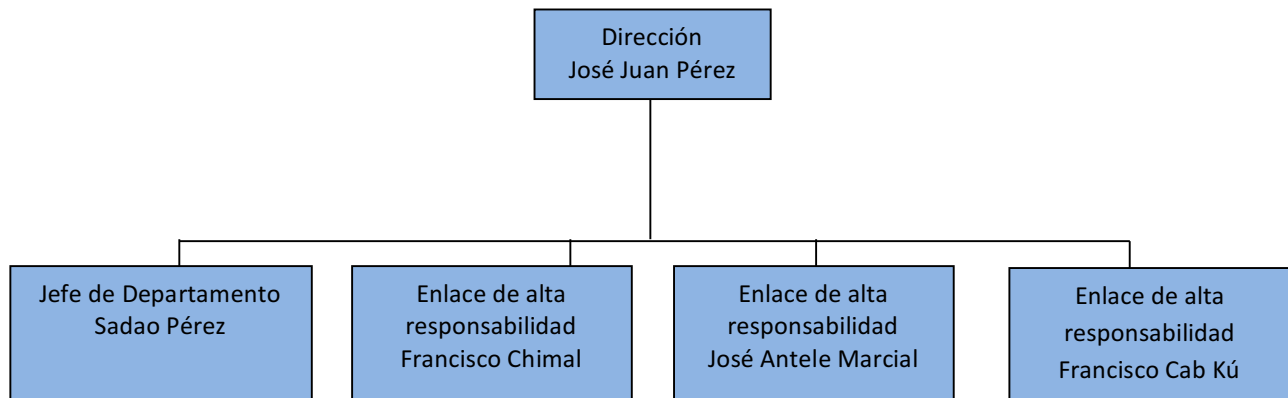 Dirección
José Juan Pérez
Jefe de Departamento
Sadao Pérez
Enlace de alta
responsabilidad
Francisco Chimal
Enlace de alta
responsabilidad
José Antele Marcial
Enlace de alta
responsabilidad
Francisco Cab Kú